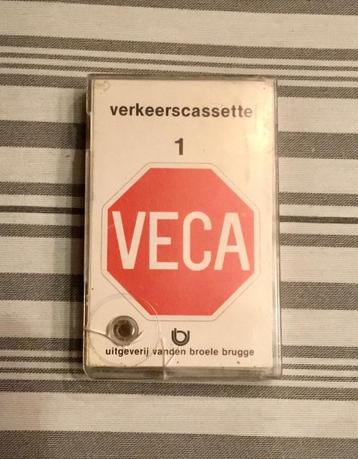 verkeerscassette
1
VECA
uitgeverij vanden broele brugge